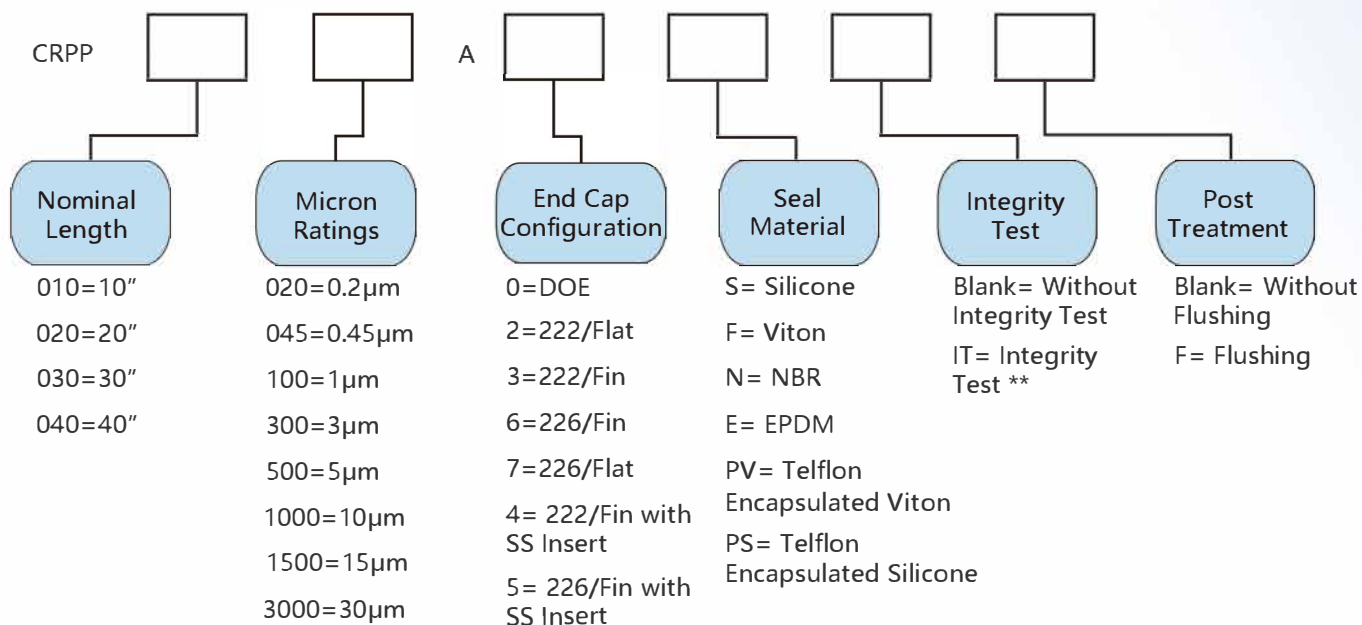 CRPP
A
Nominal
Length
010=10″
020=20″
030=30″
040=40″
Micron
Ratings
020=0.2μm
045=0.45μm
100=1μm
300=3μm
500=5μm
1000=10μm
1500=15μm
3000=30μm
End Cap
Configuration
0=DOE
2=222/Flat
3=222/Fin
6=226/Fin
7=226/Flat
4= 222/Fin with
SS Insert
5= 226/Fin with
SS Insert
Seal
Material
S= Silicone
F= Viton
N= NBR
E= EPDM
PV= Telflon
Encapsulated Viton
PS= Telflon
Encapsulated Silicone
Integrity
Test
Blank= Without
Integrity Test
IT= Integrity
Test **
Post
Treatment
Blank= Without
Flushing
F= Flushing